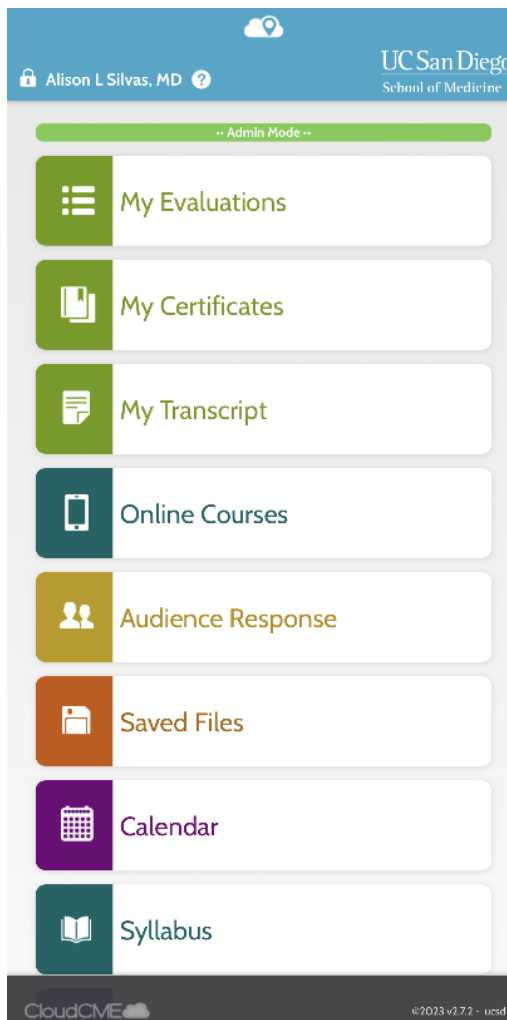 UC San Diego
School of Medicine
Alison L Silvas, MD ?
-- Admin Mode --
My Evaluations
My Certificates
My Transcript
Online Courses
Audience Response
Saved Files
Calendar
Syllabus
CloudCME
©2023 v2.7.2 - ucsd